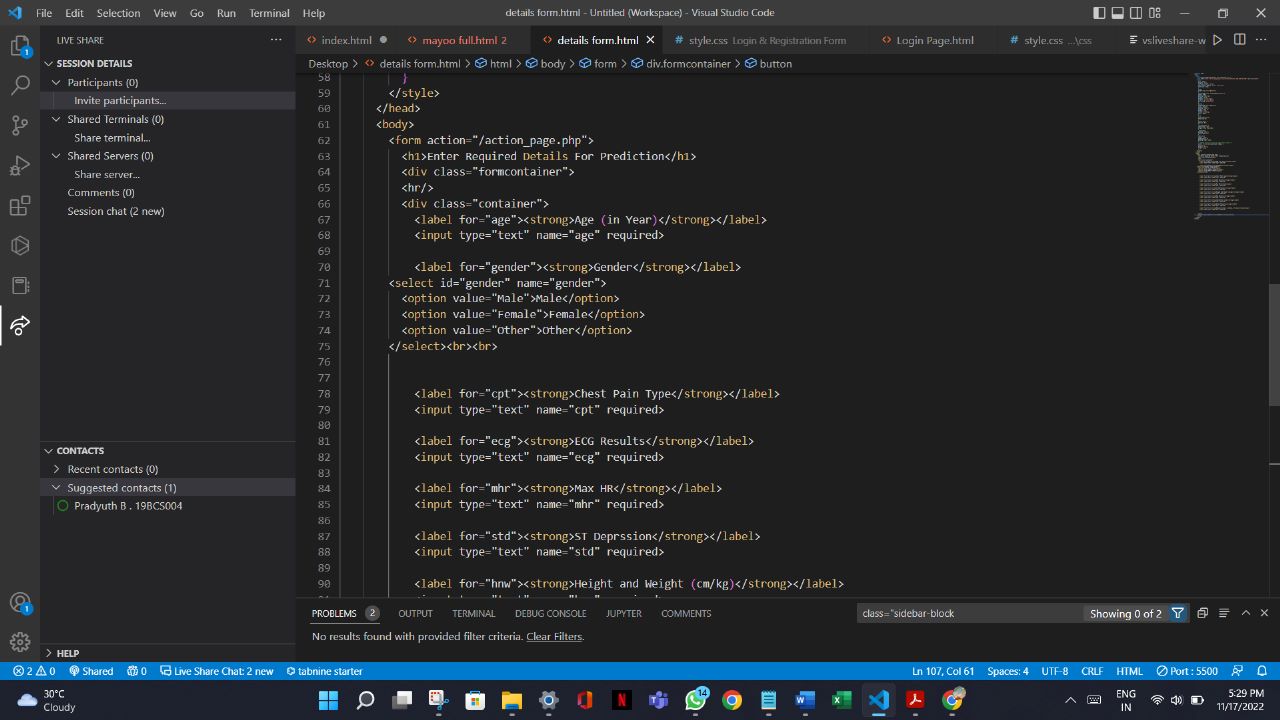 File Edit Selection View Go Run Terminal Help
details form.html - Untitled (Workspace) - Visual Studio Code
LIVE SHARE
index.html
mayoo full.html 2
details form.html
style.css Login & Registration Form
Login Page.html
style.css ...\css
vsliveshare-w
SESSION DETAILS
Participants (0)
Invite participants...
Shared Terminals (0)
Share terminal...
Shared Servers (0)
Share server...
Comments (0)
Session chat (2 new)
CONTACTS
Recent contacts (0)
Suggested contacts (1)
Pradyuth B . 19BCS004
HELP
Desktop > details form.html > html > body > form > div.formcontainer > button
58 }
59 </style>
60 </head>
61 <body>
62 <form action="/action_page.php">
63 <h1>Enter Required Details For Prediction</h1>
64 <div class="formcontainer">
65 <hr/>
66 <div class="container">
67 <label for="age"><strong>Age (in Year)</strong></label>
68 <input type="text" name="age" required>
69
70 <label for="gender"><strong>Gender</strong></label>
71 <select id="gender" name="gender">
72 <option value="Male">Male</option>
73 <option value="Female">Female</option>
74 <option value="Other">Other</option>
75 </select><br><br>
76
77
78 <label for="cpt"><strong>Chest Pain Type</strong></label>
79 <input type="text" name="cpt" required>
80
81 <label for="ecg"><strong>ECG Results</strong></label>
82 <input type="text" name="ecg" required>
83
84 <label for="mhr"><strong>Max HR</strong></label>
85 <input type="text" name="mhr" required>
86
87 <label for="std"><strong>ST Deprssion</strong></label>
88 <input type="text" name="std" required>
89
90 <label for="hnw"><strong>Height and Weight (cm/kg)</strong></label>
PROBLEMS 2 OUTPUT TERMINAL DEBUG CONSOLE JUPYTER COMMENTS
class="sidebar-block
Showing 0 of 2
No results found with provided filter criteria. Clear Filters.
2 0 Shared 0 Live Share Chat: 2 new tabnine starter
Ln 107, Col 61 Spaces: 4 UTF-8 CRLF HTML Port : 5500
30°C
Cloudy
14
ENG
IN
5:29 PM
11/17/2022